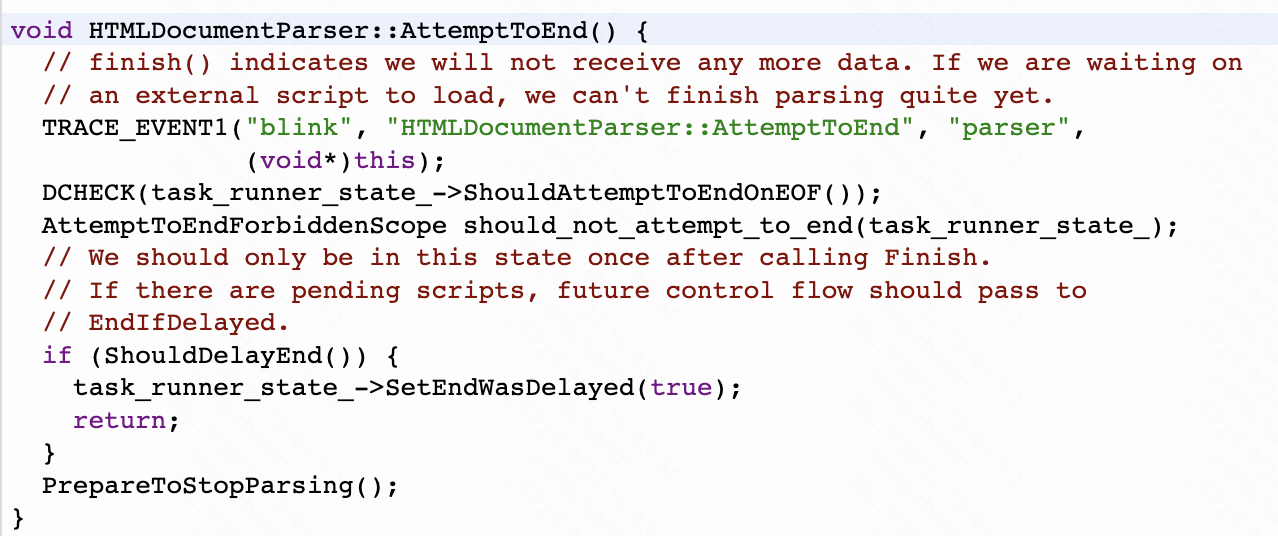 void HTMLDocumentParser::AttemptToEnd() {
  // finish() indicates we will not receive any more data. If we are waiting on
  // an external script to load, we can't finish parsing quite yet.
  TRACE_EVENT1("blink", "HTMLDocumentParser::AttemptToEnd", "parser",
               (void*)this);
  DCHECK(task_runner_state_->ShouldAttemptToEndOnEOF());
  AttemptToEndForbiddenScope should_not_attempt_to_end(task_runner_state_);
  // We should only be in this state once after calling Finish.
  // If there are pending scripts, future control flow should pass to
  // EndIfDelayed.
  if (ShouldDelayEnd()) {
    task_runner_state_->SetEndWasDelayed(true);
    return;
  }
  PrepareToStopParsing();
}